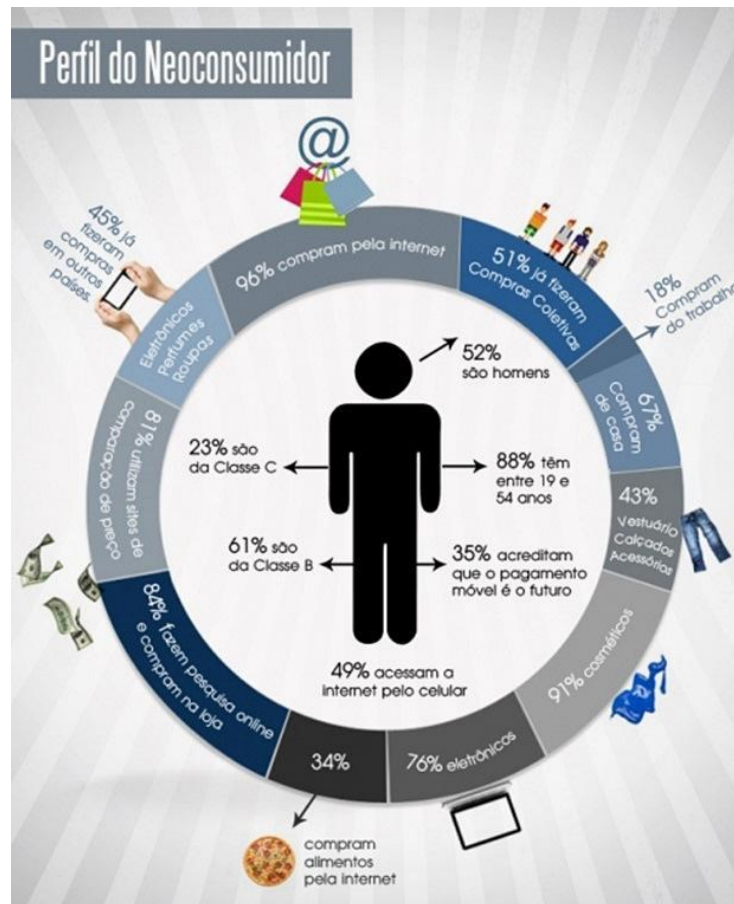 Perfil do Neoconsumidor
@
96% compram pela internet
51% já fizeram
Compras Coletivas
18%
Compram
do trabalho
67%
Compram
de casa
43%
Vestuário
Calçados
Acessórios
91% cosméticos
76% eletrônicos
34%
compram
alimentos
pela internet
84% fazem pesquisa online
e compram na loja
81% utilizam sites de
comparação de preço
Eletrônicos
Perfumes
Roupas
45% já
fizeram
compras
em outros
países.
52%
são homens
23% são
da Classe C
88% têm
entre 19 e
54 anos
61% são
da Classe B
35% acreditam
que o pagamento
móvel é o futuro
49% acessam a
internet pelo celular